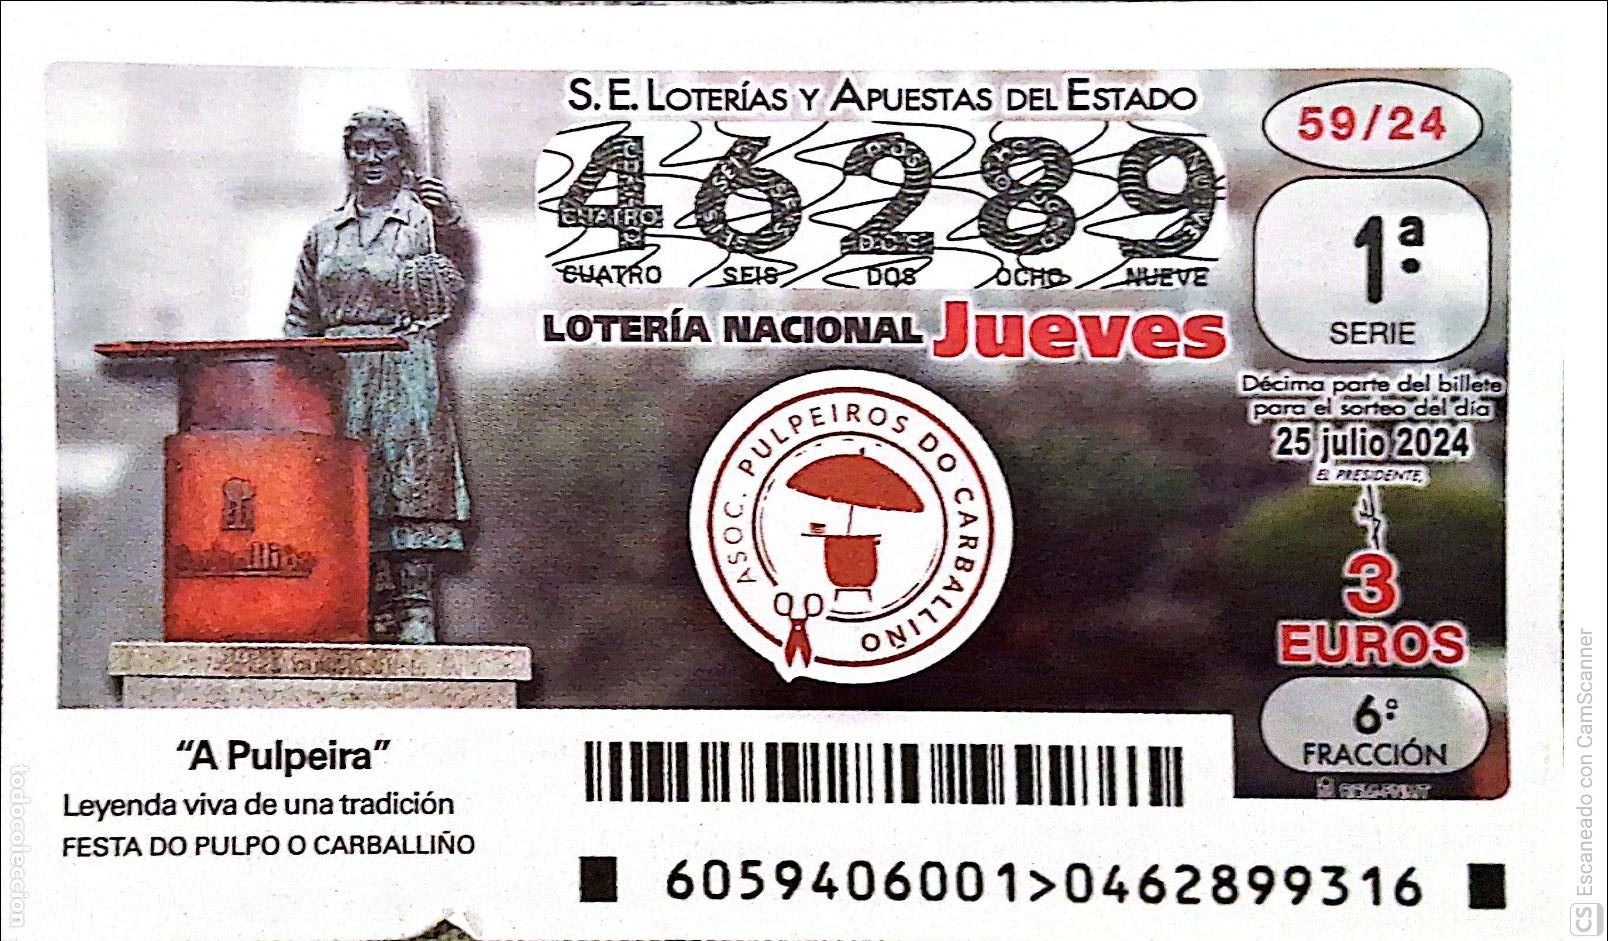 S. E. LOTERÍAS Y APUESTAS DEL ESTADO
46289
CUATRO SEIS DOS OCHO NUEVE
LOTERÍA NACIONAL Jueves
59/24
1ª
SERIE
Décima parte del billete
para el sorteo del día
25 julio 2024
EL PRESIDENTE,
3
EUROS
6ª
FRACCIÓN
ASOC. PULPEIROS DO CARBALLIÑO
"A Pulpeira"
Leyenda viva de una tradición
FESTA DO PULPO O CARBALLIÑO
6059406001>0462899316
todocoleccion
CS Escaneado con CamScanner